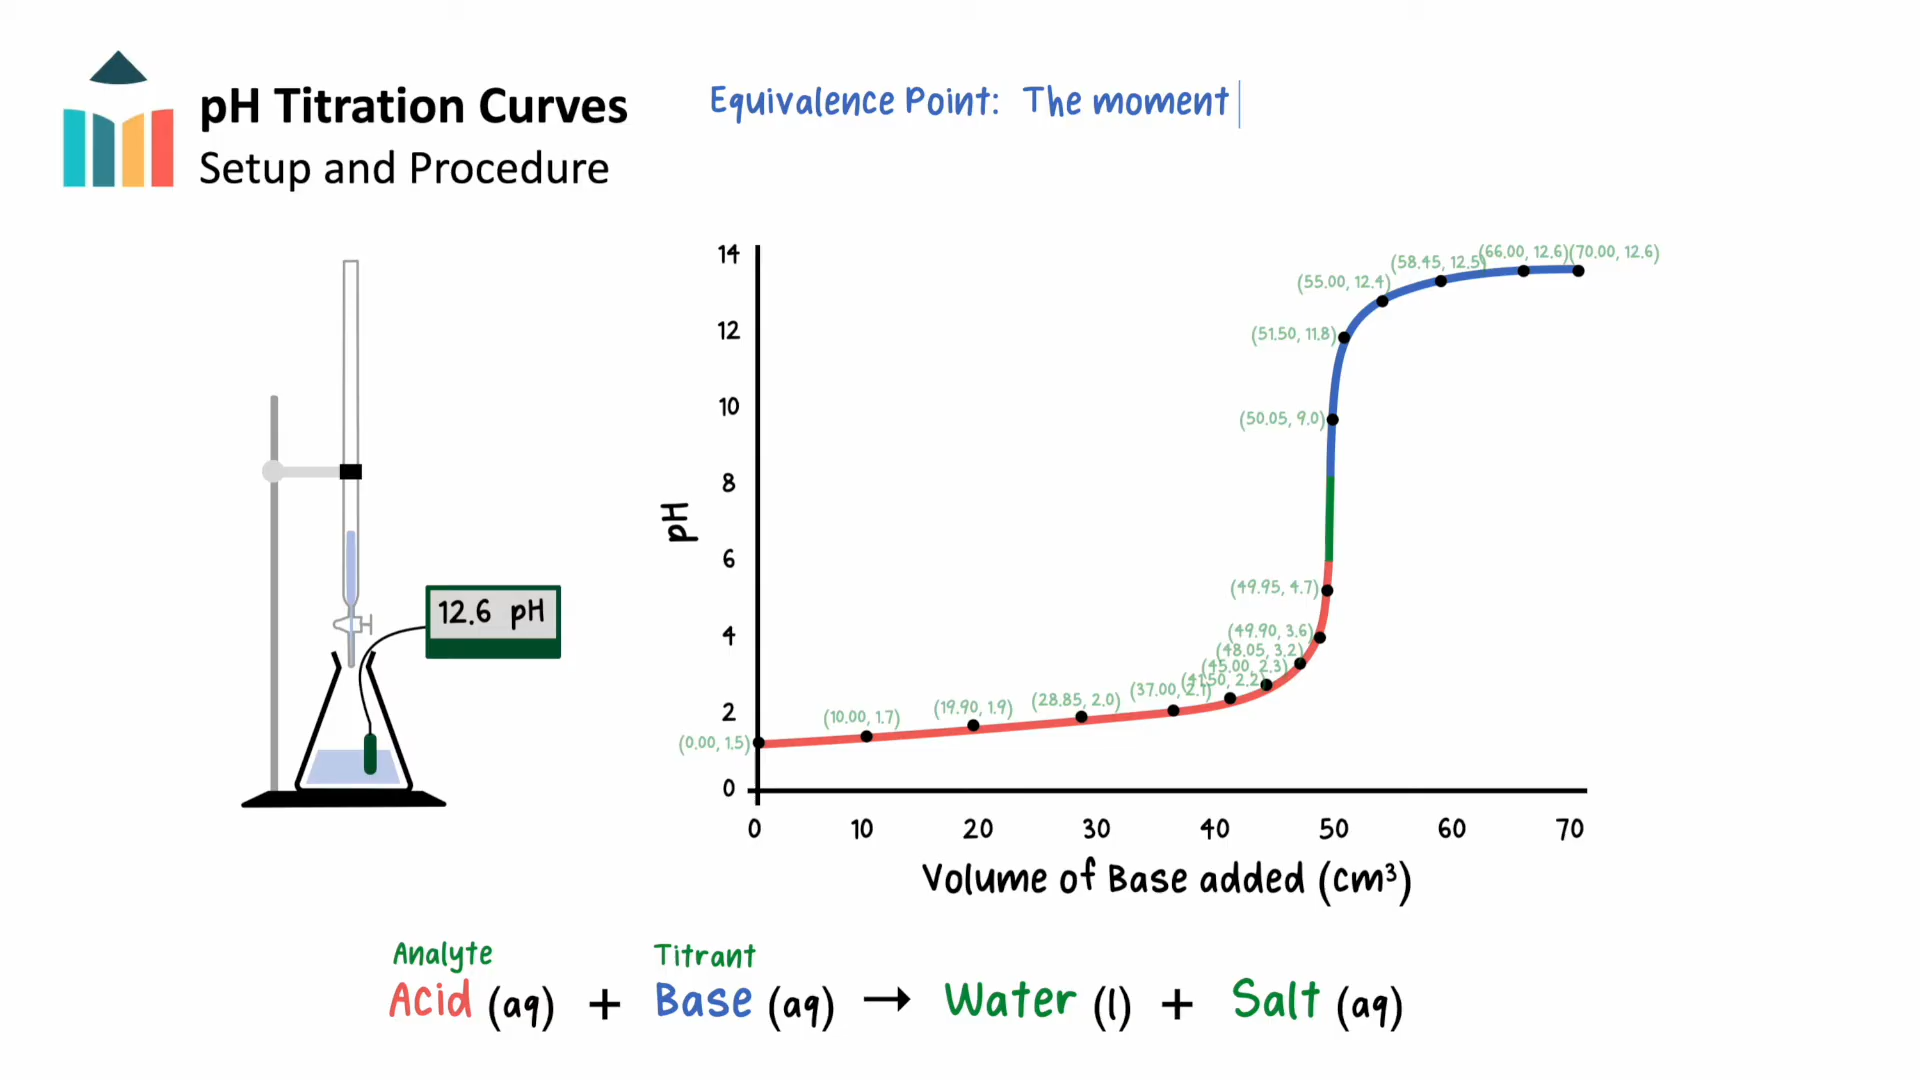 pH Titration Curves
Setup and Procedure
Equivalence Point: The moment
12.6 pH
pH
14
12
10
8
6
4
2
0
(0.00, 1.5)
(10.00, 1.7)
(19.90, 1.9)
(28.85, 2.0)
(37.00, 2.1)
(41.50, 2.2)
(45.00, 2.3)
(48.05, 3.2)
(49.90, 3.6)
(49.95, 4.7)
(50.05, 9.0)
(51.50, 11.8)
(55.00, 12.4)
(58.45, 12.5)
(66.00, 12.6)
(70.00, 12.6)
0 10 20 30 40 50 60 70
Volume of Base added (cm³)
Analyte Titrant
Acid (aq) + Base (aq) → Water (l) + Salt (aq)